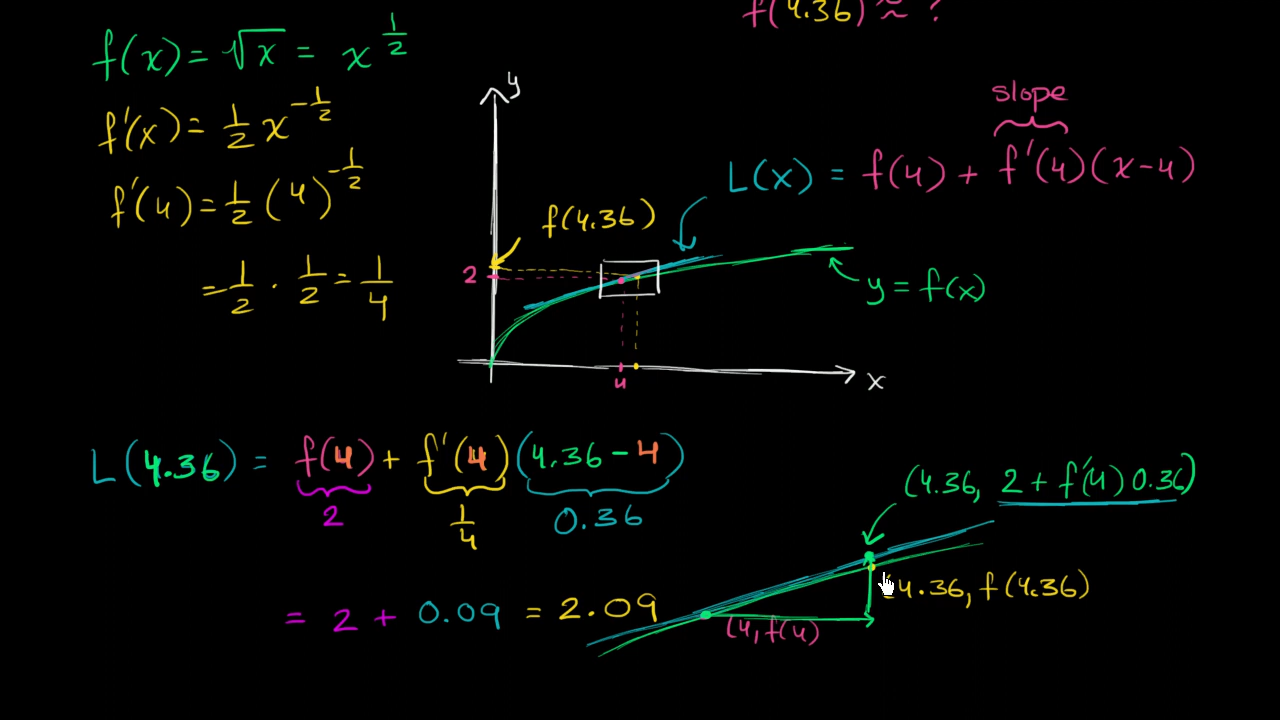 f(4.36) ≈ ?
f(x) = √x = x^(1/2)
y
slope
f'(x) = 1/2 x^(-1/2)
L(x) = f(4) + f'(4)(x-4)
f'(4) = 1/2 (4)^(-1/2)
f(4.36)
2
= 1/2 · 1/2 = 1/4
y = f(x)
4
x
L(4.36) = f(4) + f'(4)(4.36 - 4)
2
1/4
0.36
(4.36, 2 + f'(4) 0.36)
(4.36, f(4.36)
= 2 + 0.09 = 2.09
(4, f(4)